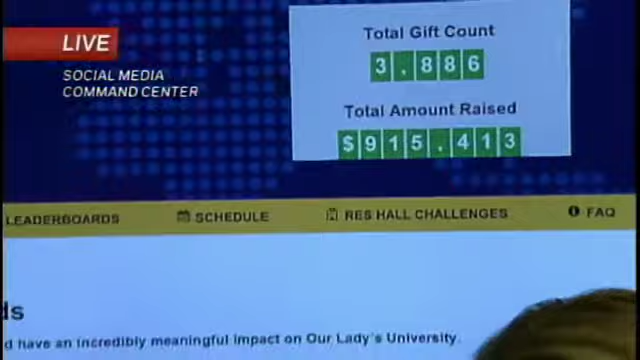 LIVE
SOCIAL MEDIA
COMMAND CENTER
Total Gift Count
3,886
Total Amount Raised
$915,413
LEADERBOARDS
SCHEDULE
RES HALL CHALLENGES
FAQ
ds
d have an incredibly meaningful impact on Our Lady's University.